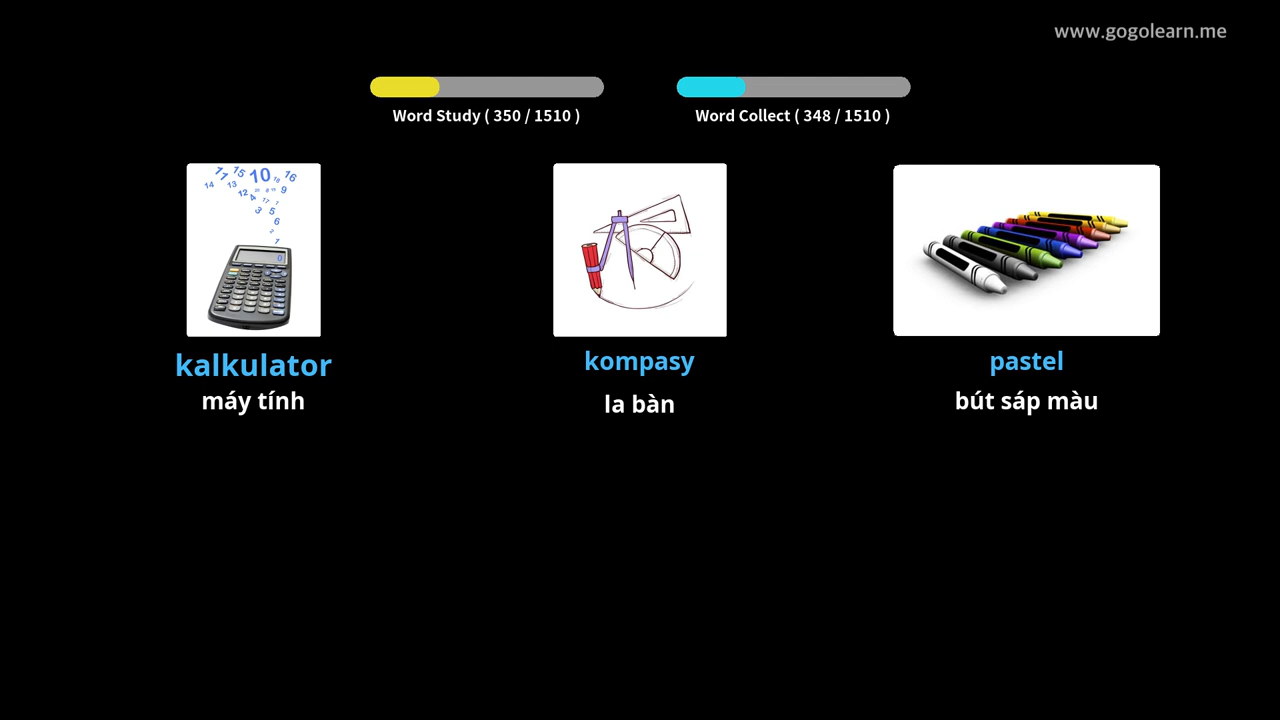 www.gogolearn.me
Word Study ( 350 / 1510 )
Word Collect ( 348 / 1510 )
kalkulator
máy tính
kompasy
la bàn
pastel
bút sáp màu